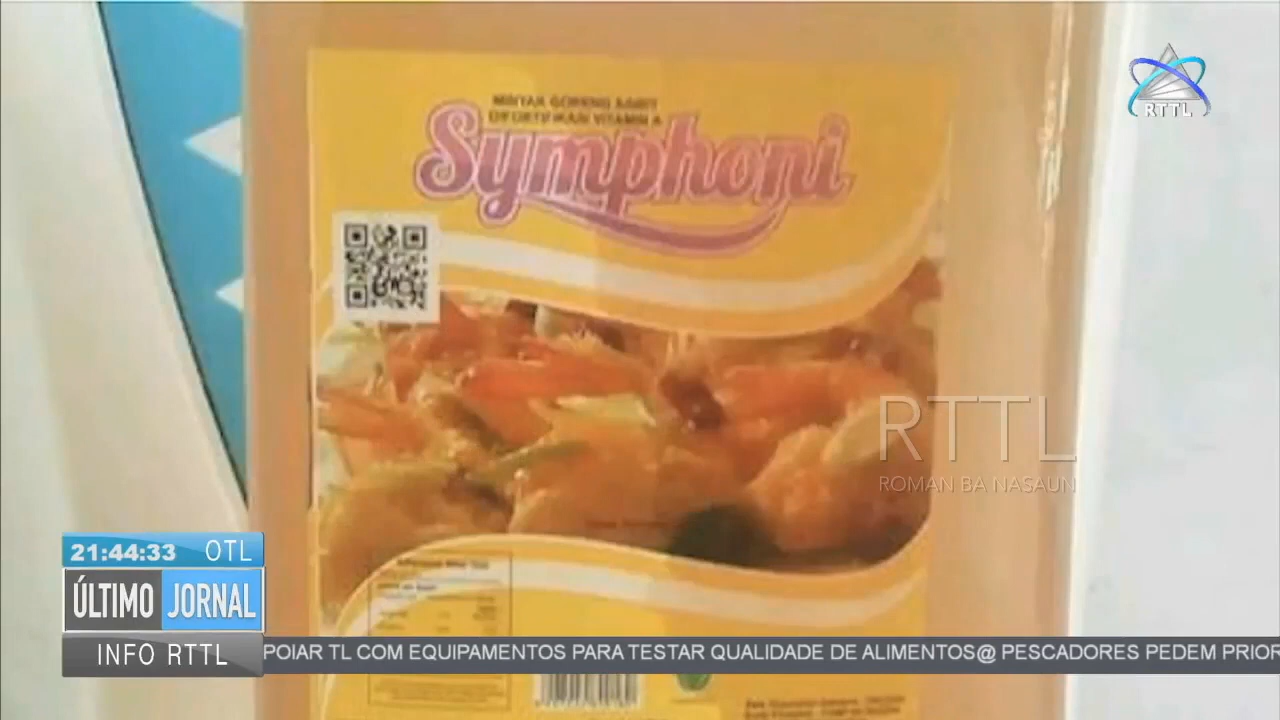 RTTL
MINYAK GORENG SAWIT
DIFORTIFIKASI VITAMIN A
Symphoni
RTTL
ROMAN BA NASAUN
21:44:33 OTL
ÚLTIMO JORNAL
INFO RTTL
POIAR TL COM EQUIPAMENTOS PARA TESTAR QUALIDADE DE ALIMENTOS@ PESCADORES PEDEM PRIOR